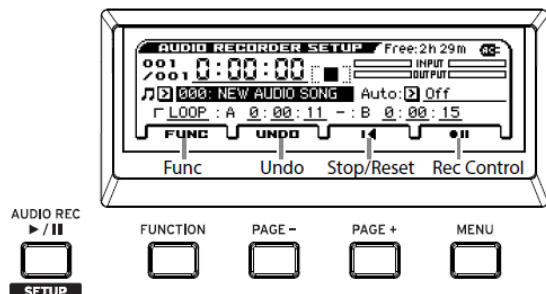 AUDIO RECORDER SETUP Free:2h 29m AC
001 /001 0:00:00 INPUT OUTPUT
000: NEW AUDIO SONG Auto: Off
LOOP : A 0:00:11 - : B 0:00:15
FUNC UNDO
Func Undo Stop/Reset Rec Control
AUDIO REC
▶/II FUNCTION PAGE – PAGE + MENU
SETUP